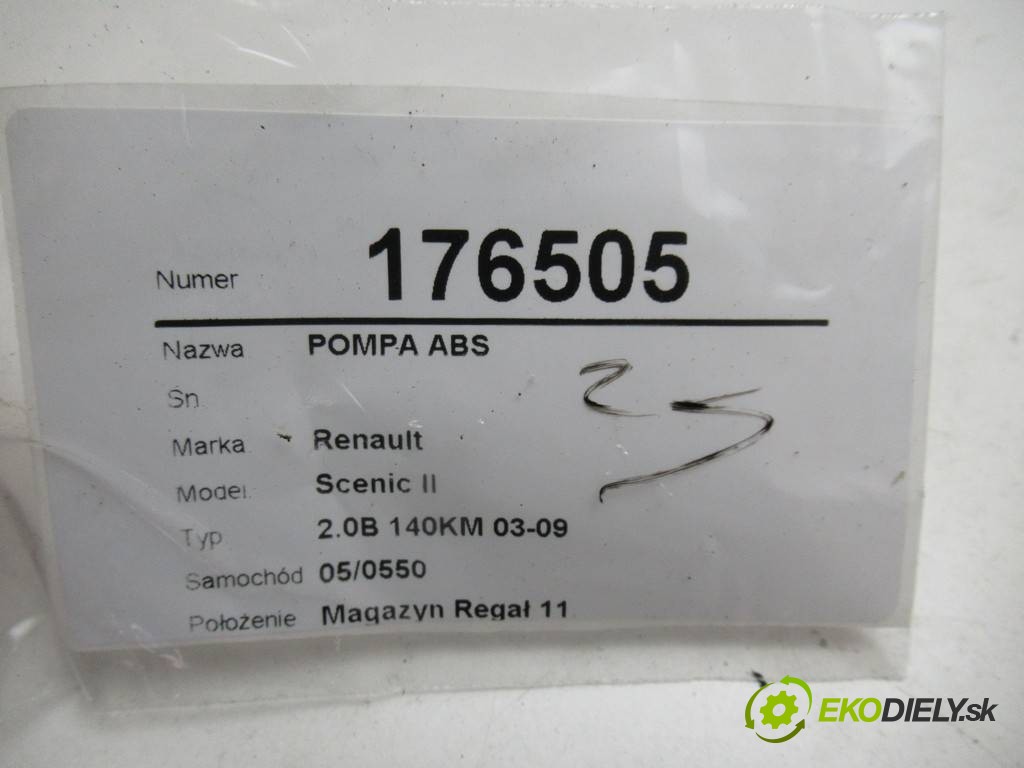 Numer 176505
Nazwa POMPA ABS
Sn
Marka Renault
Model Scenic II
Typ 2.0B 140KM 03-09
Samochód 05/0550
Położenie Magazyn Regał 11
25
EKODIELY.sk